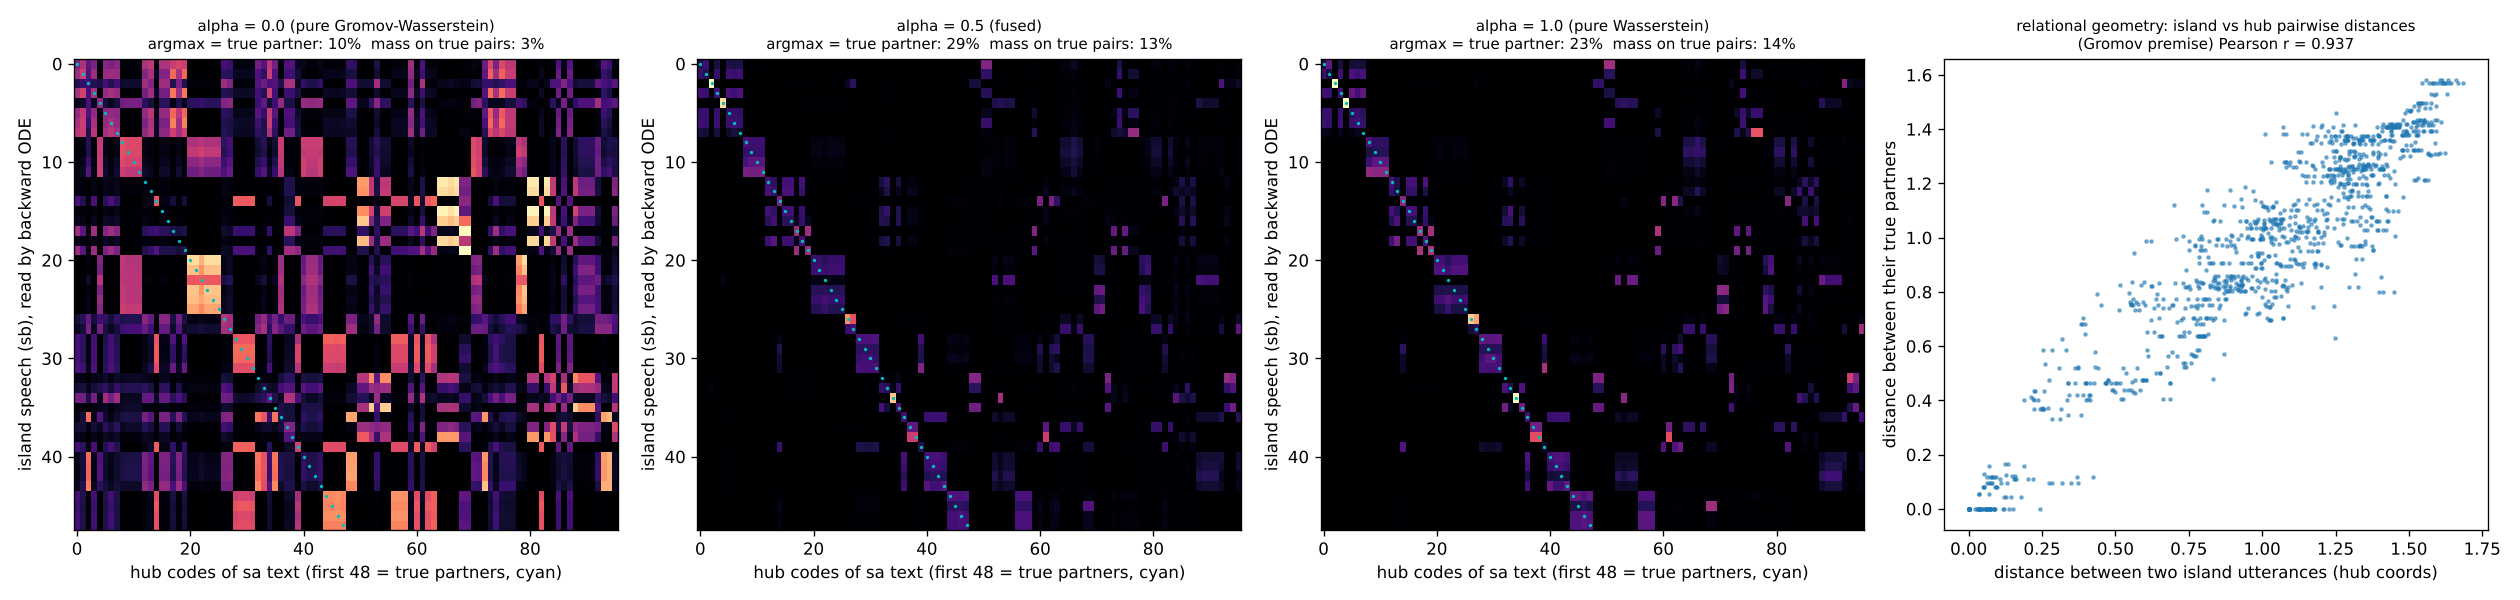 alpha = 0.0 (pure Gromov-Wasserstein)
argmax = true partner: 10%  mass on true pairs: 3%
0
10
20
30
40
island speech (sb), read by backward ODE
0
20
40
60
80
hub codes of sa text (first 48 = true partners, cyan)
alpha = 0.5 (fused)
argmax = true partner: 29%  mass on true pairs: 13%
0
10
20
30
40
island speech (sb), read by backward ODE
0
20
40
60
80
hub codes of sa text (first 48 = true partners, cyan)
alpha = 1.0 (pure Wasserstein)
argmax = true partner: 23%  mass on true pairs: 14%
0
10
20
30
40
island speech (sb), read by backward ODE
0
20
40
60
80
hub codes of sa text (first 48 = true partners, cyan)
relational geometry: island vs hub pairwise distances
(Gromov premise) Pearson r = 0.937
1.6
1.4
1.2
1.0
0.8
0.6
0.4
0.2
0.0
distance between their true partners
0.00
0.25
0.50
0.75
1.00
1.25
1.50
1.75
distance between two island utterances (hub coords)